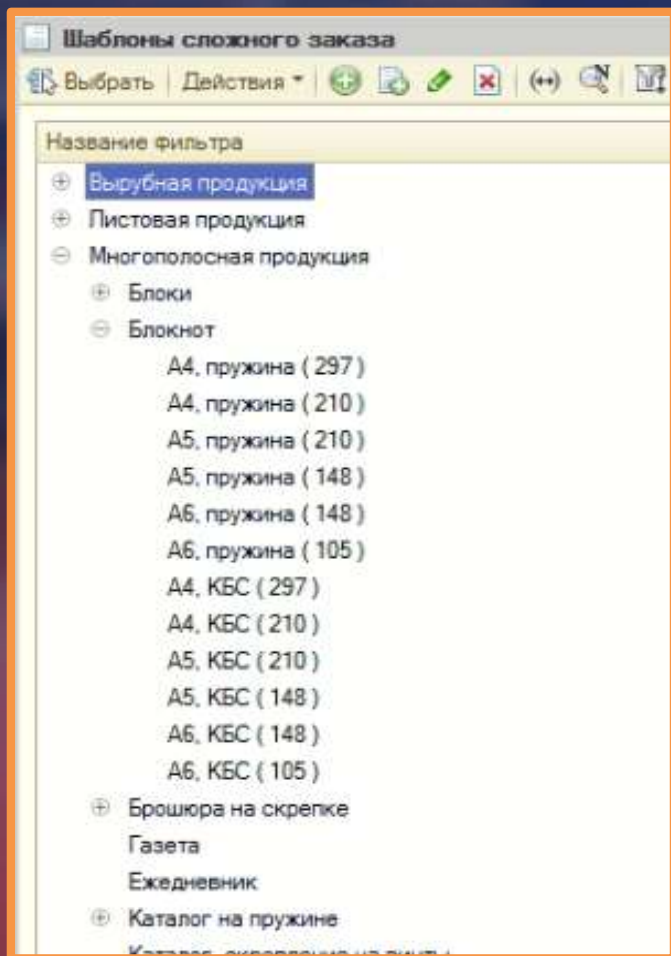 Шаблоны сложного заказа
Выбрать Действия
Название фильтра
Вырубная продукция
Листовая продукция
Многополосная продукция
Блоки
Блокнот
А4, пружина ( 297 )
А4, пружина ( 210 )
А5, пружина ( 210 )
А5, пружина ( 148 )
А6, пружина ( 148 )
А6, пружина ( 105 )
А4, КБС ( 297 )
А4, КБС ( 210 )
А5, КБС ( 210 )
А5, КБС ( 148 )
А6, КБС ( 148 )
А6, КБС ( 105 )
Брошюра на скрепке
Газета
Ежедневник
Каталог на пружине